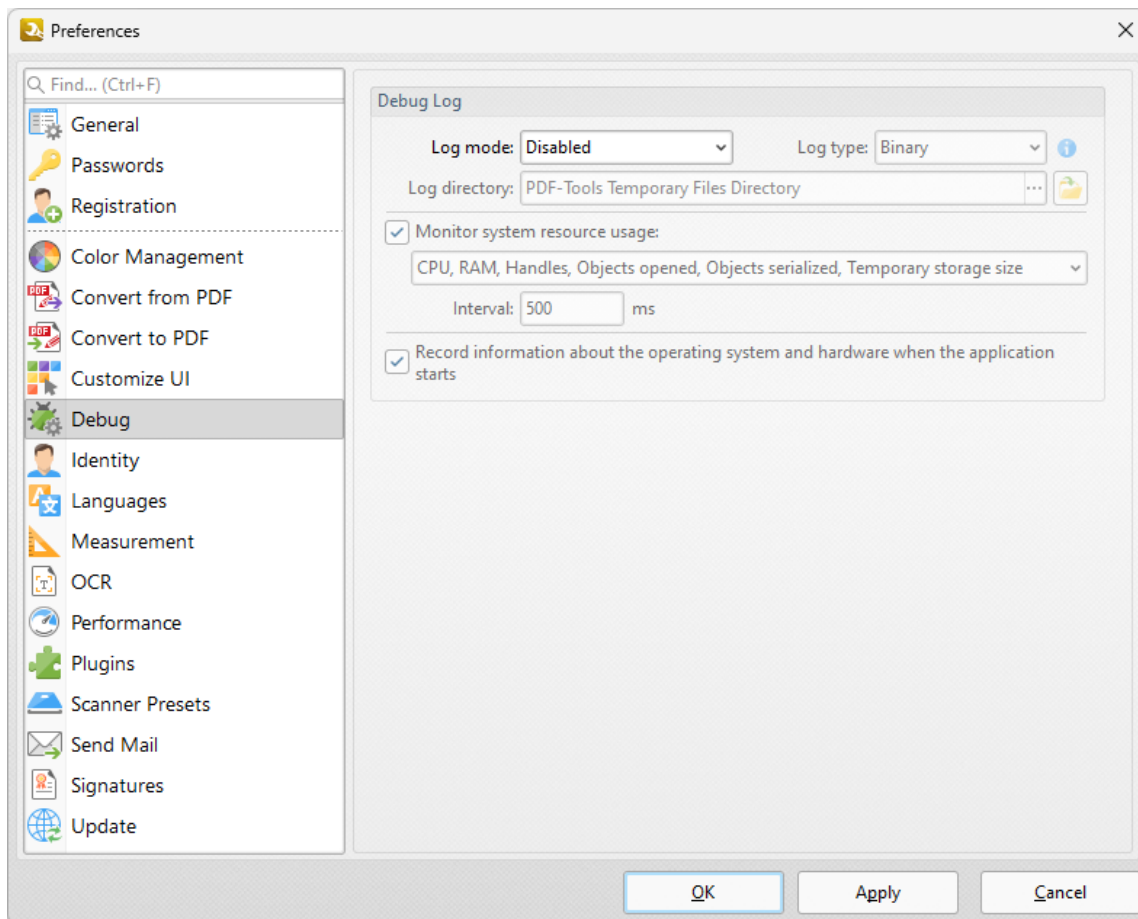 Preferences
Find... (Ctrl+F)
General
Passwords
Registration
Color Management
Convert from PDF
Convert to PDF
Customize UI
Debug
Identity
Languages
Measurement
OCR
Performance
Plugins
Scanner Presets
Send Mail
Signatures
Update
Debug Log
Log mode: Disabled Log type: Binary
Log directory: PDF-Tools Temporary Files Directory ...
Monitor system resource usage:
CPU, RAM, Handles, Objects opened, Objects serialized, Temporary storage size
Interval: 500 ms
Record information about the operating system and hardware when the application
starts
OK Apply Cancel